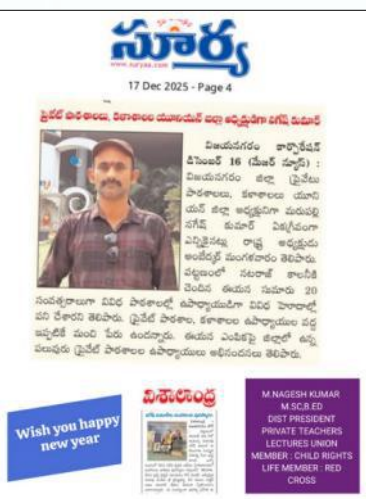 సూర్య
www.suryaa.com
17 Dec 2025 - Page 4
ప్రైవేట్ పాఠశాలలు, కళాశాలల యూనియన్ జిల్లా అధ్యక్షుడిగా నగేష్ కుమార్
విజయనగరం కార్పొరేషన్
డిసెంబర్ 16 (మేజర్ న్యూస్) :
విజయనగరం జిల్లా ప్రైవేటు
పాఠశాలలు, కళాశాలలు యూని
యన్ జిల్లా అధ్యక్షునిగా మరుపల్లి
నగేష్ కుమార్ ఏకగ్రీవంగా
ఎన్నికైనట్లు రాష్ట్ర అధ్యక్షుడు
అంబేద్కర్ మంగళవారం తెలిపారు.
పట్టణంలో నటరాజ్ కాలనీకి
చెందిన ఈయన సుమారు 20
సంవత్సరాలుగా వివిధ పాఠశాలల్లో ఉపాధ్యాయుడిగా వివిధ హోదాల్లో
పని చేశారని తెలిపారు. ప్రైవేట్ పాఠశాల, కళాశాలల ఉపాధ్యాయుల వద్ద
ఇప్పటికే మంచి పేరు ఉందన్నారు. ఈయన ఎంపికపై జిల్లాలో ఉన్న
పలువురు ప్రైవేట్ పాఠశాలల ఉపాధ్యాయులు అభినందనలు తెలిపారు.
Wish you happy
new year
విశాలాంధ్ర
M.NAGESH KUMAR
M.SC,B.ED
DIST PRESIDENT
PRIVATE TEACHERS
LECTURES UNION
MEMBER : CHILD RIGHTS
LIFE MEMBER : RED
CROSS